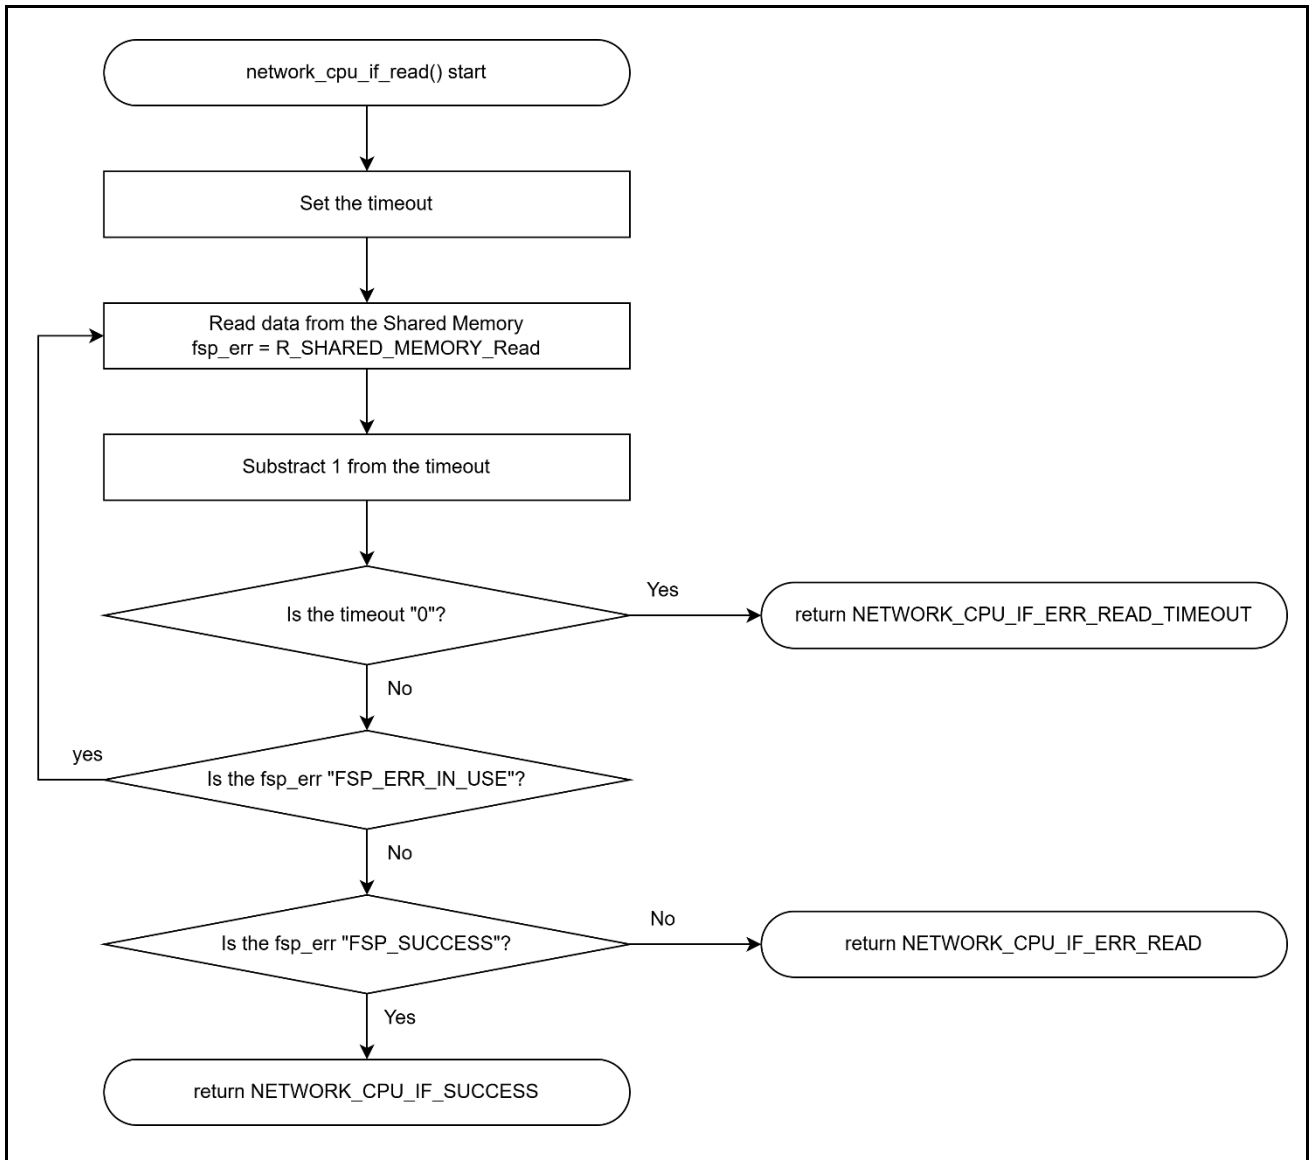 network_cpu_if_read() start
Set the timeout
Read data from the Shared Memory
fsp_err = R_SHARED_MEMORY_Read
Substract 1 from the timeout
Is the timeout "0"?
Yes
return NETWORK_CPU_IF_ERR_READ_TIMEOUT
No
yes
Is the fsp_err "FSP_ERR_IN_USE"?
No
Is the fsp_err "FSP_SUCCESS"?
No
return NETWORK_CPU_IF_ERR_READ
Yes
return NETWORK_CPU_IF_SUCCESS